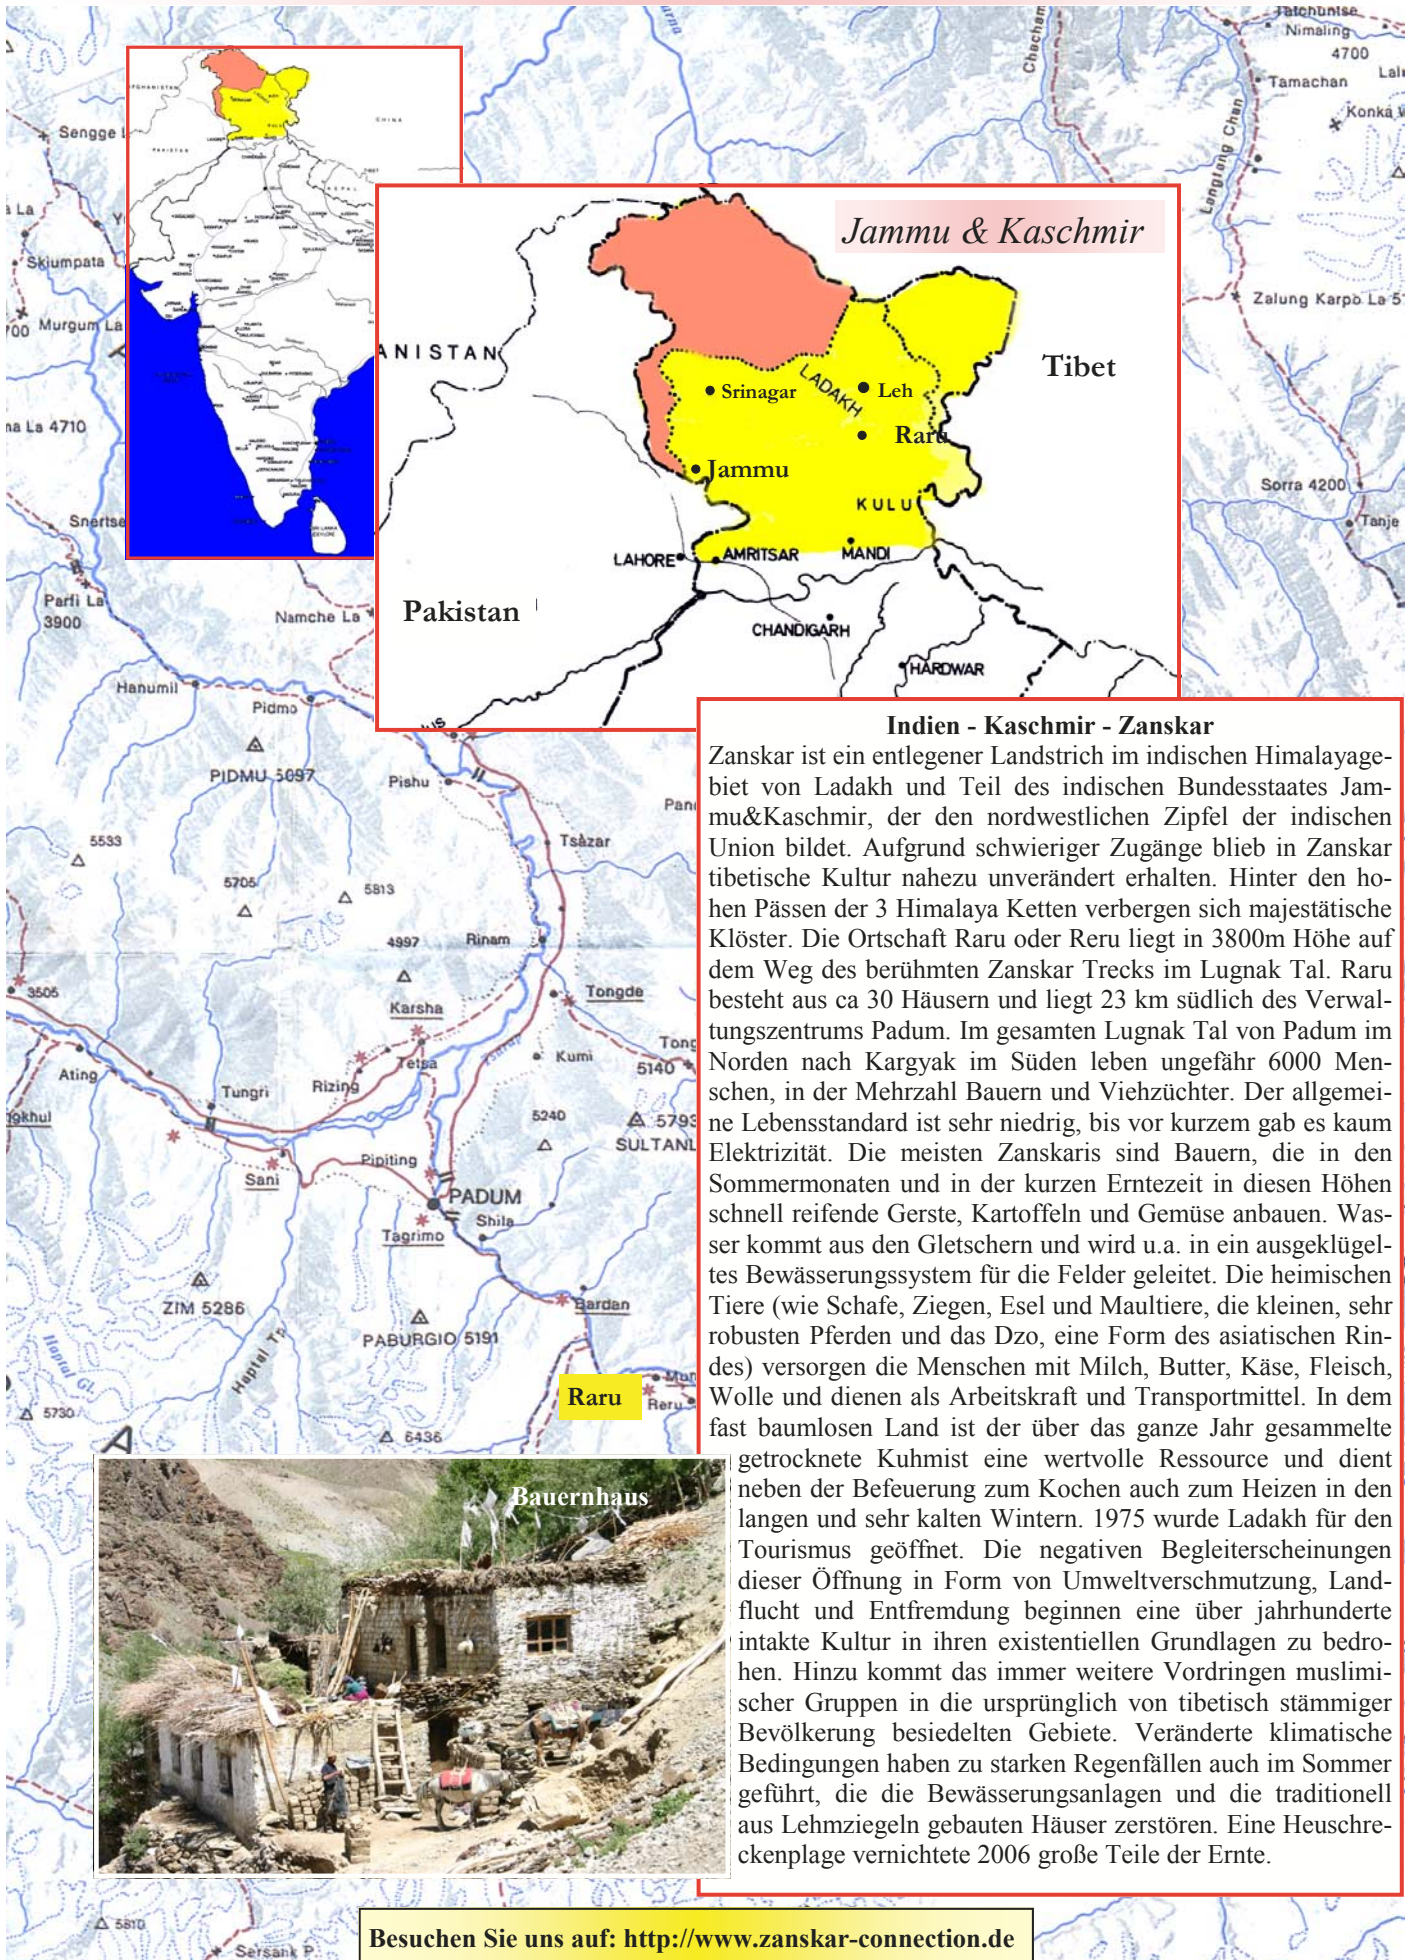 Tatchuntse
Nimaling
4700
Chacham
Tamachan
Konka
Langtang Chan
Sengge
Skiumpata
Murgum La
Zalung Karpo La
na La 4710
Sorra 4200
Tanje
Snertse
Parfi La
3900
Namche La
Hanumil
Pidmo
PIDMU 5097
Pishu
5533
5705
5813
Tsazar
4997
Rinam
3505
Karsha
Tongde
Tetsa
Kumi
Tong
5140
Ating
Tungri
Rizing
5240
5793
SULTANL
Pipiting
Sani
PADUM
Shila
Tagrimo
ZIM 5286
Bardan
PABURGIO 5191
Haptal Tp.
Haptal Gl.
5730
6436
Mun
Reru
Raru
A
5810
Sersank P.
AFGHANISTAN
PAKISTAN
CHINA
NEPAL
TIBET
SRI LANKA
(CEYLON)
Jammu & Kaschmir
ANISTAN
Tibet
Srinagar
LADAKH
Leh
Raru
Jammu
KULU
LAHORE
AMRITSAR
MANDI
Pakistan
CHANDIGARH
HARDWAR
Indien - Kaschmir - Zanskar
Zanskar ist ein entlegener Landstrich im indischen Himalayage-
biet von Ladakh und Teil des indischen Bundesstaates Jam-
mu&Kaschmir, der den nordwestlichen Zipfel der indischen
Union bildet. Aufgrund schwieriger Zugänge blieb in Zanskar
tibetische Kultur nahezu unverändert erhalten. Hinter den ho-
hen Pässen der 3 Himalaya Ketten verbergen sich majestätische
Klöster. Die Ortschaft Raru oder Reru liegt in 3800m Höhe auf
dem Weg des berühmten Zanskar Trecks im Lugnak Tal. Raru
besteht aus ca 30 Häusern und liegt 23 km südlich des Verwal-
tungszentrums Padum. Im gesamten Lugnak Tal von Padum im
Norden nach Kargyak im Süden leben ungefähr 6000 Men-
schen, in der Mehrzahl Bauern und Viehzüchter. Der allgemei-
ne Lebensstandard ist sehr niedrig, bis vor kurzem gab es kaum
Elektrizität. Die meisten Zanskaris sind Bauern, die in den
Sommermonaten und in der kurzen Erntezeit in diesen Höhen
schnell reifende Gerste, Kartoffeln und Gemüse anbauen. Was-
ser kommt aus den Gletschern und wird u.a. in ein ausgeklügel-
tes Bewässerungssystem für die Felder geleitet. Die heimischen
Tiere (wie Schafe, Ziegen, Esel und Maultiere, die kleinen, sehr
robusten Pferden und das Dzo, eine Form des asiatischen Rin-
des) versorgen die Menschen mit Milch, Butter, Käse, Fleisch,
Wolle und dienen als Arbeitskraft und Transportmittel. In dem
fast baumlosen Land ist der über das ganze Jahr gesammelte
getrocknete Kuhmist eine wertvolle Ressource und dient
neben der Befeuerung zum Kochen auch zum Heizen in den
langen und sehr kalten Wintern. 1975 wurde Ladakh für den
Tourismus geöffnet. Die negativen Begleiterscheinungen
dieser Öffnung in Form von Umweltverschmutzung, Land-
flucht und Entfremdung beginnen eine über jahrhunderte
intakte Kultur in ihren existentiellen Grundlagen zu bedro-
hen. Hinzu kommt das immer weitere Vordringen muslimi-
scher Gruppen in die ursprünglich von tibetisch stämmiger
Bevölkerung besiedelten Gebiete. Veränderte klimatische
Bedingungen haben zu starken Regenfällen auch im Sommer
geführt, die die Bewässerungsanlagen und die traditionell
aus Lehmziegeln gebauten Häuser zerstören. Eine Heuschre-
ckenplage vernichtete 2006 große Teile der Ernte.
Bauernhaus
Besuchen Sie uns auf: http://www.zanskar-connection.de